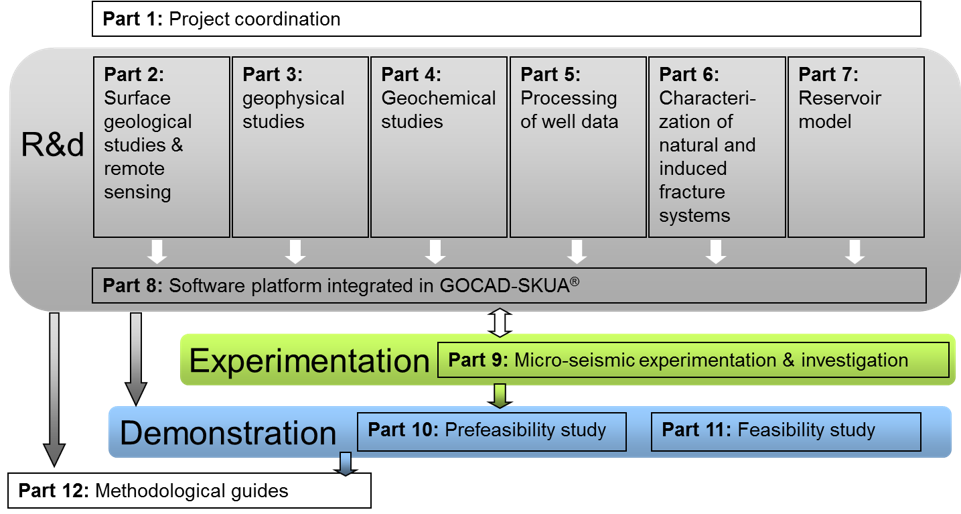 Part 1: Project coordination
R&d
Part 2:
Surface
geological
studies &
remote
sensing
Part 3:
geophysical
studies
Part 4:
Geochemical
studies
Part 5:
Processing
of well data
Part 6:
Characteri-
zation of
natural and
induced
fracture
systems
Part 7:
Reservoir
model
Part 8: Software platform integrated in GOCAD-SKUA®
Experimentation
Part 9: Micro-seismic experimentation & investigation
Demonstration
Part 10: Prefeasibility study
Part 11: Feasibility study
Part 12: Methodological guides